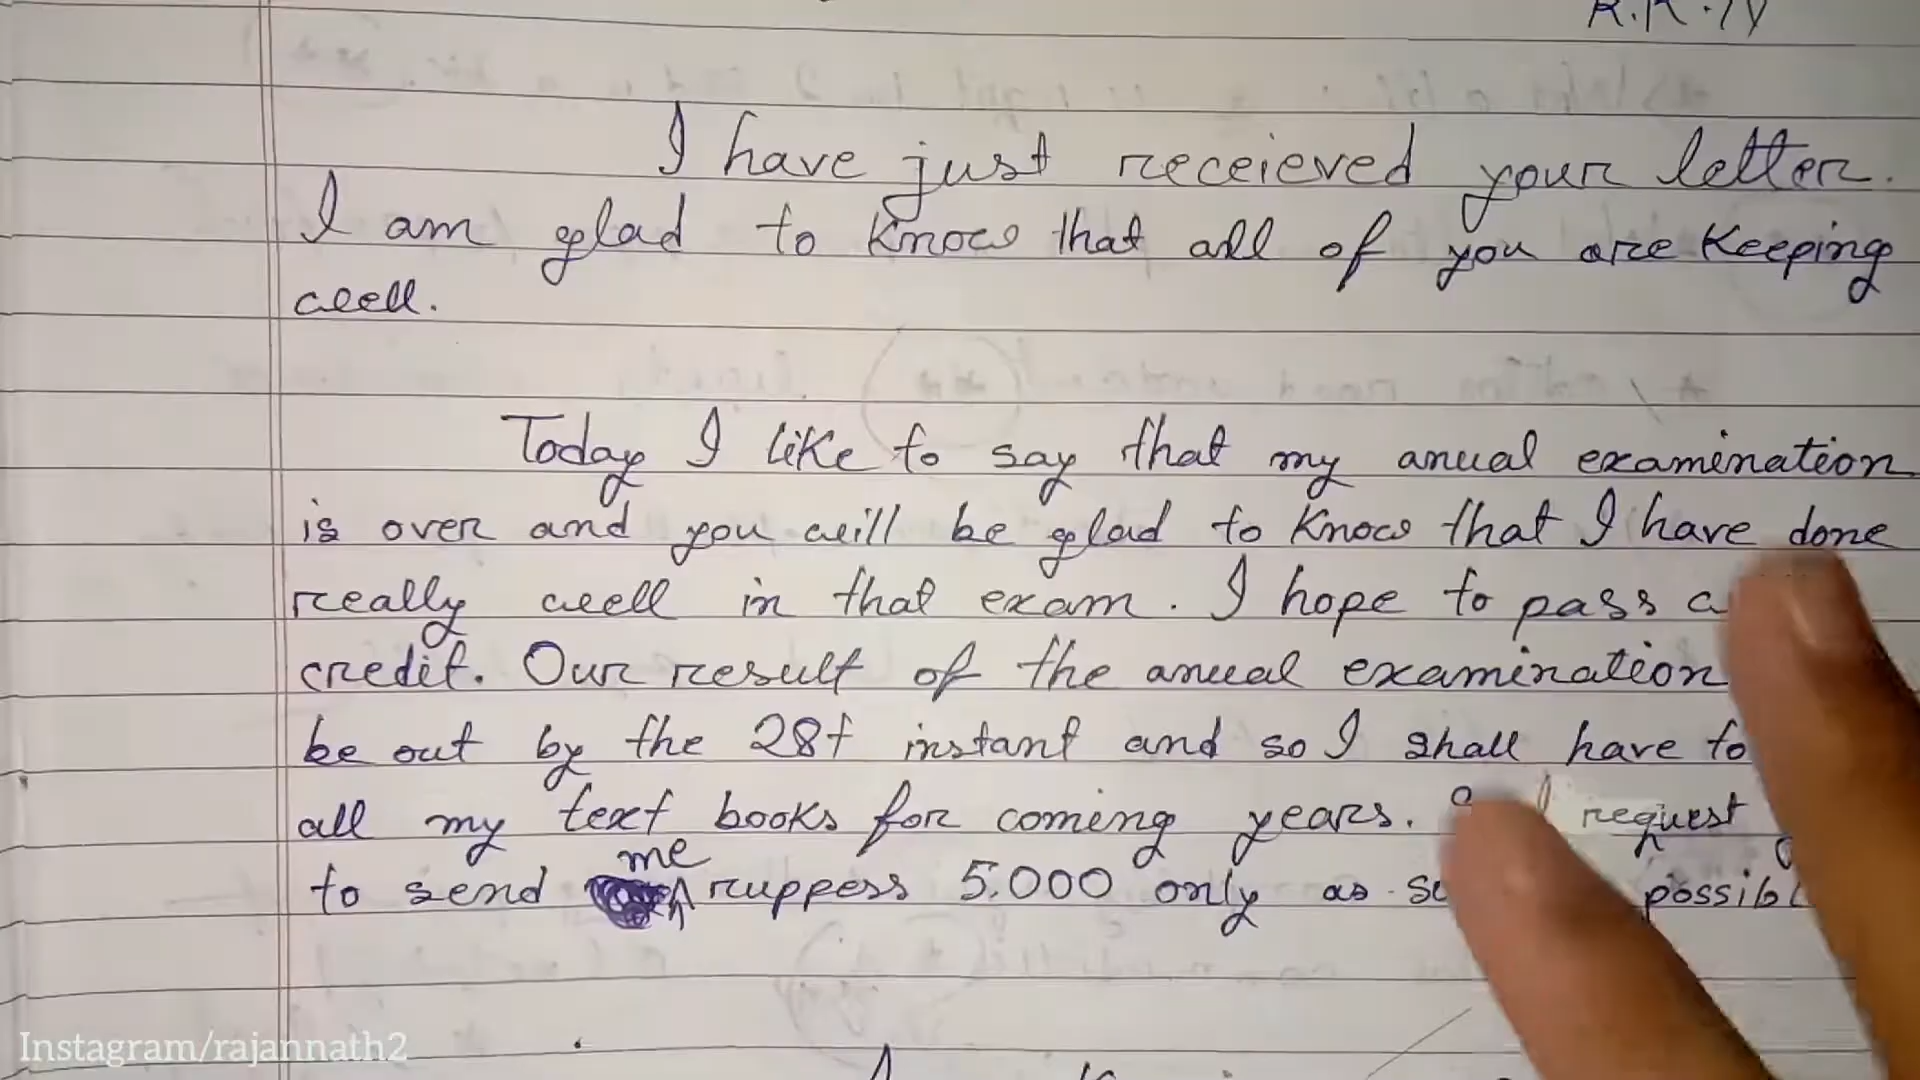 I have just receieved your letter.
I am glad to know that all of you are keeping
well.
Today I like to say that my anual examination
is over and you will be glad to know that I have done
really well in that exam. I hope to pass
credit. Our result of the anual examination
be out by the 28t instant and so I shall have to
all my text books for coming years. request
me
to send ruppess 5.000 only as
Instagram/rajannath2